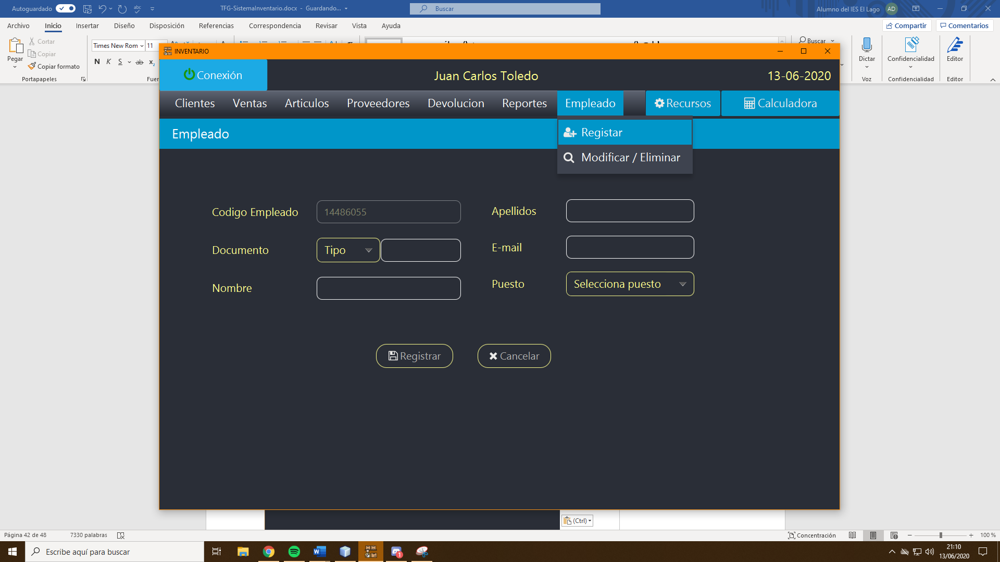 Autoguardado
TFG-SistemaInventario.docx - Guardando...
Buscar
Alumno del IES El Lago AD
Archivo Inicio Insertar Diseño Disposición Referencias Correspondencia Revisar Vista Ayuda
Compartir Comentarios
Pegar
Cortar
Copiar
Copiar formato
Portapapeles
Times New Rom 11
N K S ab x
Fuer
Buscar
Dictar
Voz
Confidencialidad
Confidencialidad
Editor
Editor
INVENTARIO
Conexión
Juan Carlos Toledo
13-06-2020
Clientes Ventas Articulos Proveedores Devolucion Reportes Empleado Recursos Calculadora
Empleado
Registar
Modificar / Eliminar
Codigo Empleado 14486055
Apellidos
Documento Tipo
E-mail
Nombre
Puesto Selecciona puesto
Registrar Cancelar
(Ctrl)
Página 42 de 48 7330 palabras
Concentración
100 %
Escribe aquí para buscar
1
21:10
13/06/2020